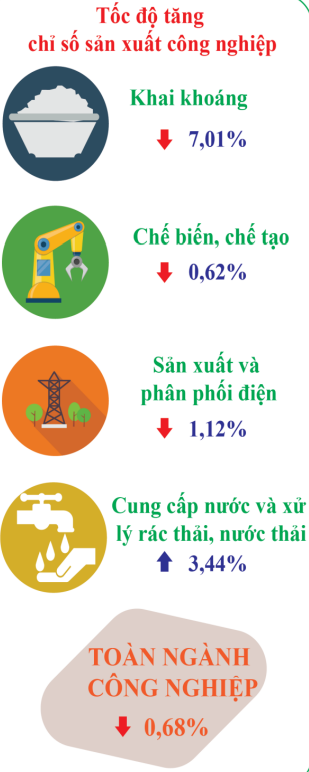 Tốc độ tăng
chỉ số sản xuất công nghiệp
Khai khoáng
7,01%
Chế biến, chế tạo
0,62%
Sản xuất và
phân phối điện
1,12%
Cung cấp nước và xử
lý rác thải, nước thải
3,44%
TOÀN NGÀNH
CÔNG NGHIỆP
0,68%